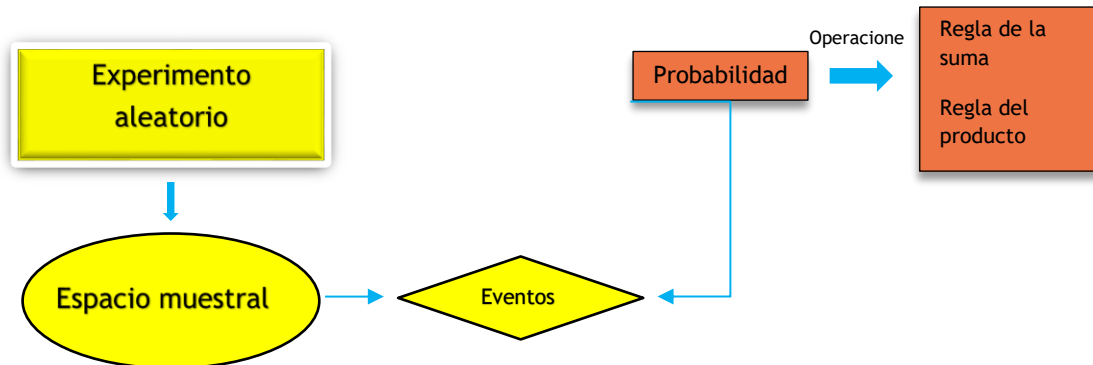 Experimento
aleatorio
Espacio muestral
Eventos
Probabilidad
Operacione
Regla de la
suma
Regla del
producto